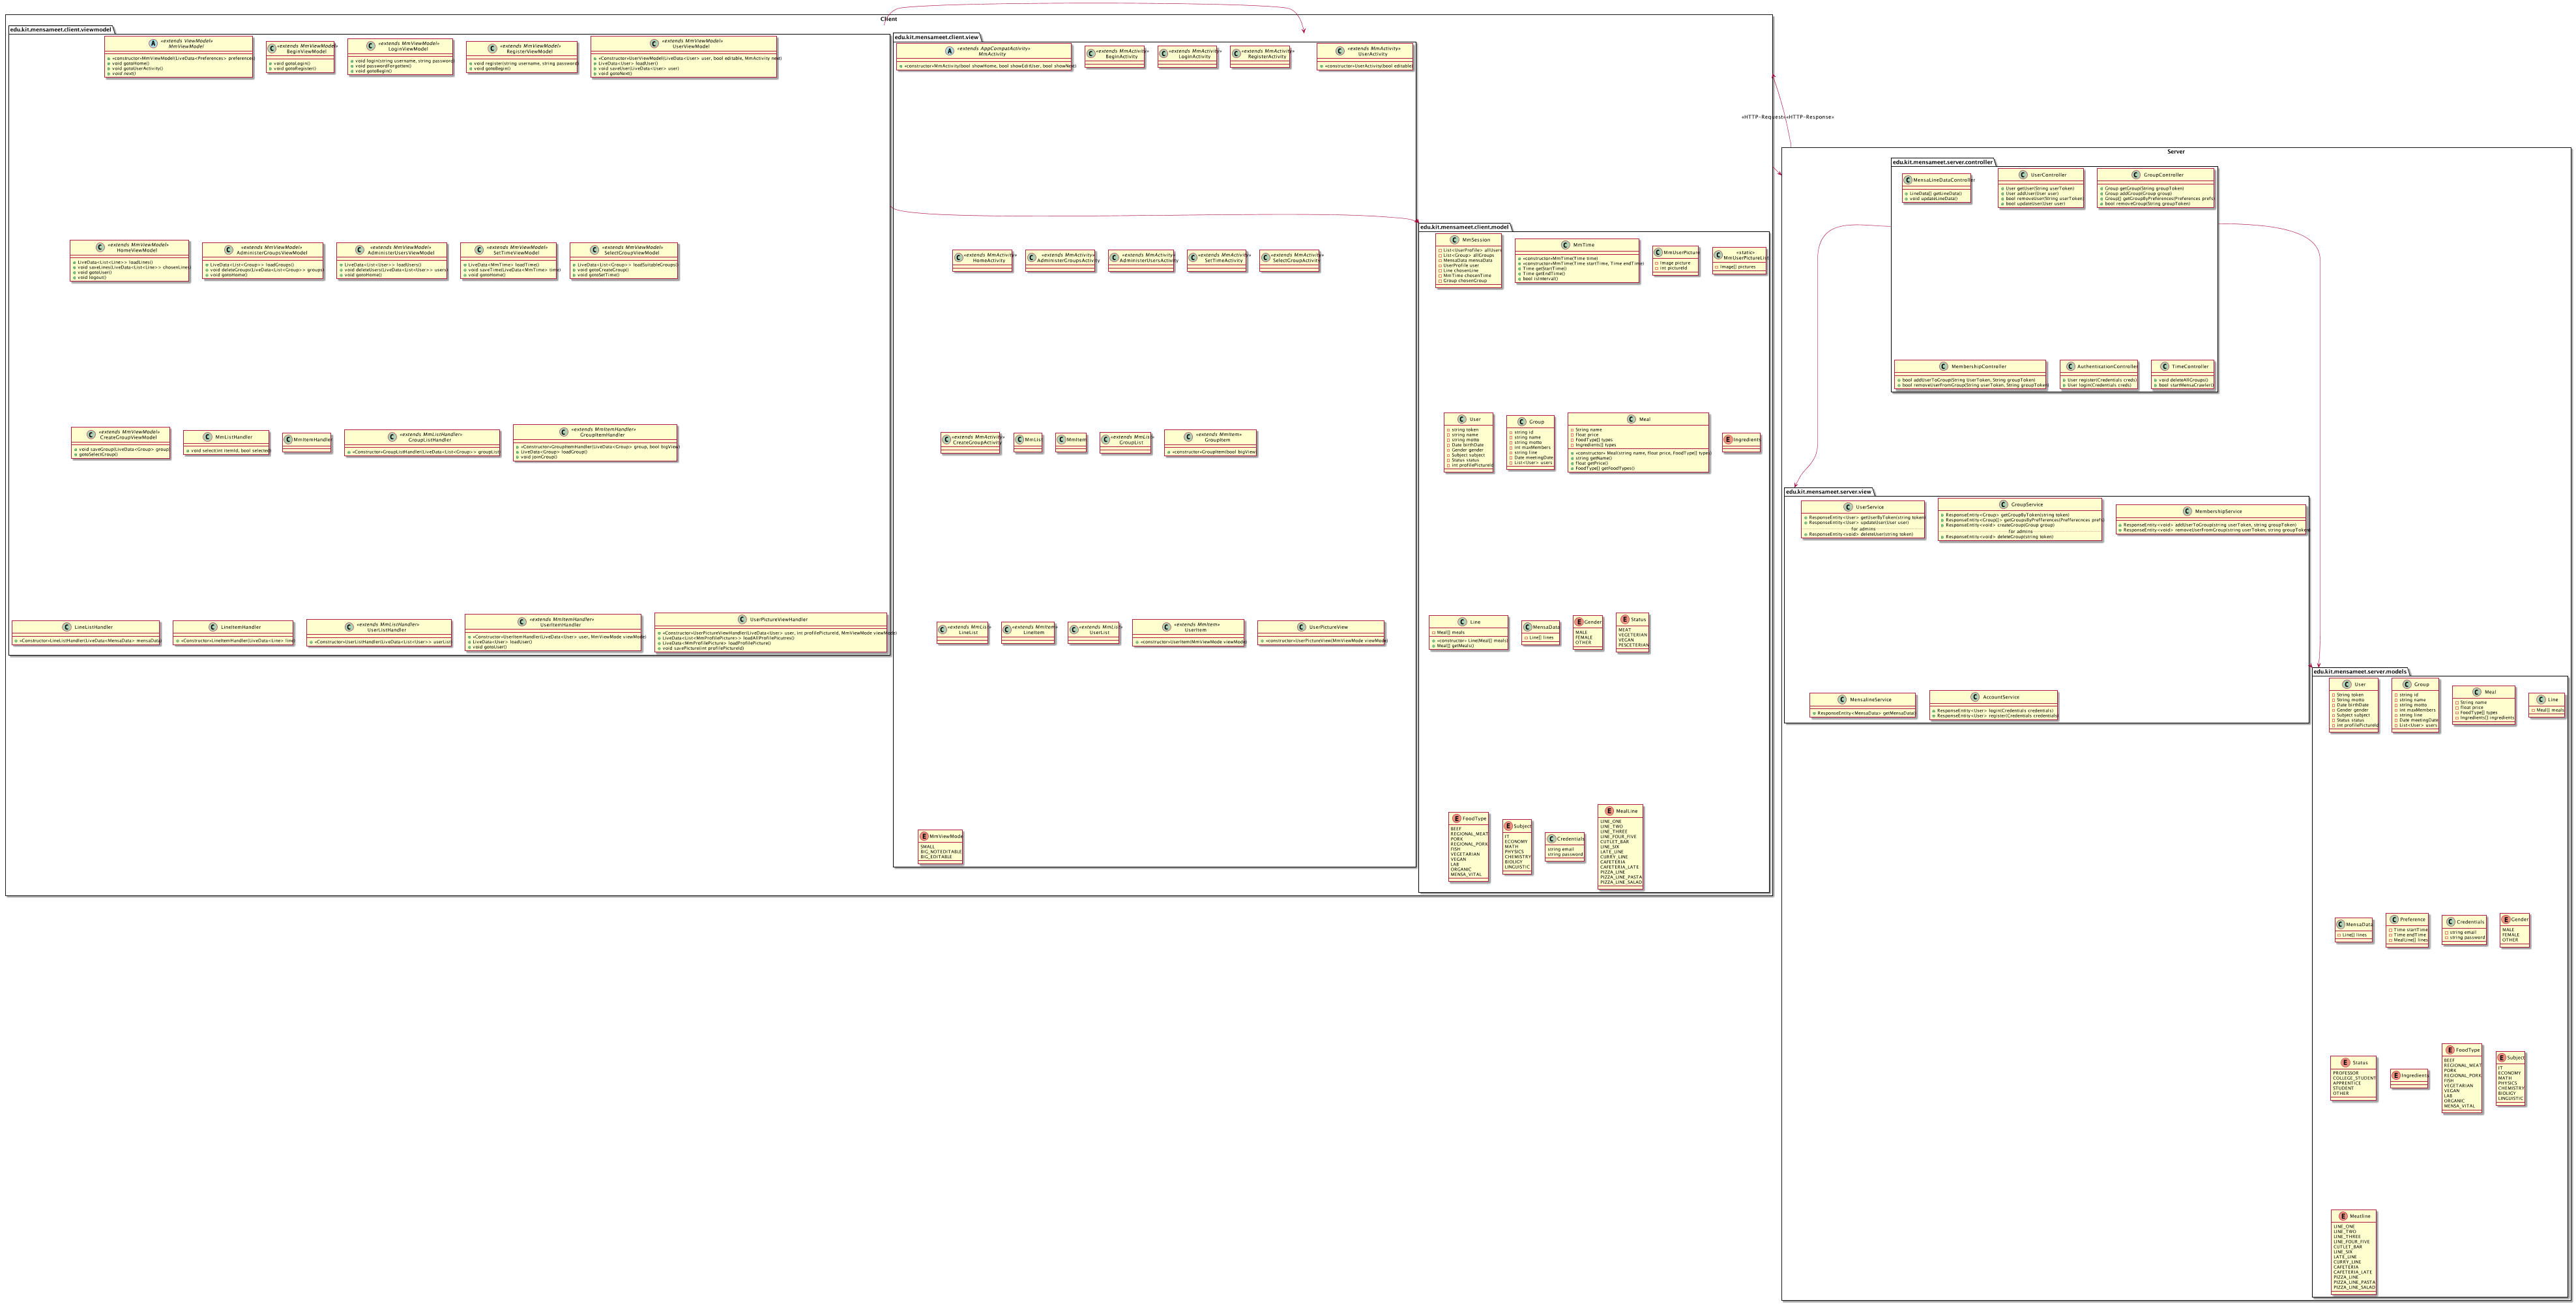 Client
edu.kit.mensameet.client.viewmodel
A
<<extends ViewModel>>
MmViewModel
<constructor>MmViewModel(LiveData<Preferences> preferences)
void gotoHome()
void gotoUserActivity()
void next()
C
<<extends MmViewModel>>
BeginViewModel
void gotoLogin()
void gotoRegister()
C
<<extends MmViewModel>>
LoginViewModel
void login(string username, string password)
void passwordForgotten()
void gotoBegin()
C
<<extends MmViewModel>>
RegisterViewModel
void register(string username, string password)
void gotoBegin()
C
<<extends MmViewModel>>
UserViewModel
<Constructor>UserViewModel(LiveData<User> user, bool editable, MmActivity next)
LiveData<User> loadUser()
void saveUser(LiveData<User> user)
void gotoNext()
C
<<extends MmViewModel>>
HomeViewModel
LiveData<List<Line>> loadLines()
void saveLines(LiveData<List<Line>> chosenLines)
void gotoUser()
void logout()
C
<<extends MmViewModel>>
AdministerGroupsViewModel
LiveData<List<Group>> loadGroups()
void deleteGroups(LiveData<List<Group>> groups)
void gotoHome()
C
<<extends MmViewModel>>
AdministerUsersViewModel
LiveData<List<User>> loadUsers()
void deleteUsers(LiveData<List<User>> users)
void gotoHome()
C
<<extends MmViewModel>>
SetTimeViewModel
LiveData<MmTime> loadTime()
void saveTime(LiveData<MmTime> time)
void gotoHome()
C
<<extends MmViewModel>>
SelectGroupViewModel
LiveData<List<Group>> loadSuitableGroups()
void gotoCreateGroup()
void gotoSetTime()
C
<<extends MmViewModel>>
CreateGroupViewModel
void saveGroup(LiveData<Group> group)
gotoSelectGroup()
C
MmListHandler
void select(int itemId, bool selected)
C
MmItemHandler
C
<<extends MmListHandler>>
GroupListHandler
<Constructor>GroupListHandler(LiveData<List<Group>> groupList)
C
<<extends MmItemHandler>>
GroupItemHandler
<Constructor>GroupItemHandler(LiveData<Group> group, bool bigView)
LiveData<Group> loadGroup()
void joinGroup()
C
LineListHandler
<Constructor>LineListHandler(LiveData<MensaData> mensaData)
C
LineItemHandler
<Constructor>LineItemHandler(LiveData<Line> line)
C
<<extends MmListHandler>>
UserListHandler
<Constructor>UserListHandler(LiveData<List<User>> userList)
C
<<extends MmItemHandler>>
UserItemHandler
<Constructor>UserItemHandler(LiveData<User> user, MmViewMode viewMode)
LiveData<User> loadUser()
void gotoUser()
C
UserPictureViewHandler
<Constructor>UserPictureViewHandler(LiveData<User> user, int profilePictureId, MmViewMode viewMode)
LiveData<List<MmProfilePicture>> loadAllProfilePicutres()
LiveData<MmProfilePicture> loadProfilePicture()
void savePicture(int profilePictureId)
edu.kit.mensameet.client.view
A
<<extends AppCompatActivity>>
MmActivity
<constructor>MmActivity(bool showHome, bool showEditUser, bool showNext)
C
<<extends MmActivity>>
BeginActivity
C
<<extends MmActivity>>
LoginActivity
C
<<extends MmActivity>>
RegisterActivity
C
<<extends MmActivity>>
UserActivity
<constructor>UserActivity(bool editable)
C
<<extends MmActivity>>
HomeActivity
C
<<extends MmActivity>>
AdministerGroupsActivity
C
<<extends MmActivity>>
AdministerUsersActivity
C
<<extends MmActivity>>
SetTimeActivity
C
<<extends MmActivity>>
SelectGroupActivity
C
<<extends MmActivity>>
CreateGroupActivity
C
MmList
C
MmItem
C
<<extends MmList>>
GroupList
C
<<extends MmItem>>
GroupItem
<constructor>GroupItem(bool bigView)
C
<<extends MmList>>
LineList
C
<<extends MmItem>>
LineItem
C
<<extends MmList>>
UserList
C
<<extends MmItem>>
UserItem
<constructor>UserItem(MmViewMode viewMode)
C
UserPictureView
<constructor>UserPictureView(MmViewMode viewMode)
E
MmViewMode
SMALL
BIG_NOTEDITABLE
BIG_EDITABLE
edu.kit.mensameet.client.model
C
MmSession
List<UserProfile> allUsers
List<Group> allGroups
MensaData mensaData
UserProfile user
Line chosenLine
MmTime chosenTime
Group chosenGroup
C
MmTime
<constructor>MmTime(Time time)
<constructor>MmTime(Time startTime, Time endTime)
Time getStartTime()
Time getEndTime()
bool isInterval()
C
MmUserPicture
Image picture
int pictureId
C
<<static>>
MmUserPictureList
Image[] pictures
C
User
string token
string name
string motto
Date birthDate
Gender gender
Subject subject
Status status
int profilePictureId
C
Group
string id
string name
string motto
int maxMembers
string line
Date meetingDate
List<User> users
C
Meal
String name
float price
FoodType[] types
Ingredients[] types
<constructor> Meal(string name, float price, FoodType[] types)
string getName()
float getPrice()
FoodType[] getFoodTypes()
E
Ingredients
C
Line
Meal[] meals
<constructor> Line(Meal[] meals)
Meal[] getMeals()
C
MensaData
Line[] lines
E
Gender
MALE
FEMALE
OTHER
E
Status
MEAT
VEGETERIAN
VEGAN
PESCETERIAN
E
FoodType
BEEF
REGIONAL_MEAT
PORK
REGIONAL_PORK
FISH
VEGETARIAN
VEGAN
LAB
ORGANIC
MENSA_VITAL
E
Subject
IT
ECONOMY
MATH
PHYSICS
CHEMISTRY
BIOLIGY
LINGUISTIC
C
Credentials
string email
string password
E
MealLine
LINE_ONE
LINE_TWO
LINE_THREE
LINE_FOUR_FIVE
CUTLET_BAR
LINE_SIX
LATE_LINE
CURRY_LINE
CAFETERIA
CAFETERIA_LATE
PIZZA_LINE
PIZZA_LINE_PASTA
PIZZA_LINE_SALAD
<<HTTP-Request>>
<<HTTP-Response>>
Server
edu.kit.mensameet.server.controller
C
MensaLineDataController
LineData[] getLineData()
void updateLineData()
C
UserController
User getUser(String userToken)
User addUser(User user)
bool removeUser(String userToken)
bool updateUser(User user)
C
GroupController
Group getGroup(String groupToken)
Group addGroup(Group group)
Group[] getGroupByPreferences(Preferences prefs)
bool removeGroup(String groupToken)
C
MembershipController
bool addUserToGroup(String UserToken, String groupToken)
bool removeUserFromGroup(String userToken, String groupToken)
C
AuthenticationController
User register(Credentials creds)
User login(Credentials creds)
C
TimeController
void deleteAllGroups()
bool startMensaCrawler()
edu.kit.mensameet.server.view
C
UserService
ResponseEntity<User> getUserByToken(string token)
ResponseEntity<User> updateUser(User user)
for admins
ResponseEntity<void> deleteUser(string token)
C
GroupService
ResponseEntity<Group> getGroupByToken(string token)
ResponseEntity<Group[]> getGroupsByPrefferences(Prefferecnces prefs)
ResponseEntity<void> createGroup(Group group)
for admins
ResponseEntity<void> deleteGroup(string token)
C
MembershipService
ResponseEntity<void> addUserToGroup(string userToken, string groupToken)
ResponseEntity<void> removeUserFromGroup(string userToken, string groupToken)
C
MensalineService
ResponseEntity<MensaData> getMensaData()
C
AccountService
ResponseEntity<User> login(Credentials credentials)
ResponseEntity<User> register(Credentials credentials)
edu.kit.mensameet.server.models
C
User
String token
String motto
Date birthDate
Gender gender
Subject subject
Status status
int profilePictureId
C
Group
string id
string name
string motto
int maxMembers
string line
Date meetingDate
List<User> users
C
Meal
String name
float price
FoodType[] types
Ingredients[] ingredients
C
Line
Meal[] meals
C
MensaData
Line[] lines
C
Preference
Time startTime
Time endTime
MealLine[] lines
C
Credentials
string email
string password
E
Gender
MALE
FEMALE
OTHER
E
Status
PROFESSOR
COLLEGE_STUDENT
APPRENTICE
STUDENT
OTHER
E
Ingredients
E
FoodType
BEEF
REGIONAL_MEAT
PORK
REGIONAL_PORK
FISH
VEGETARIAN
VEGAN
LAB
ORGANIC
MENSA_VITAL
E
Subject
IT
ECONOMY
MATH
PHYSICS
CHEMISTRY
BIOLIGY
LINGUISTIC
E
Meatline
LINE_ONE
LINE_TWO
LINE_THREE
LINE_FOUR_FIVE
CUTLET_BAR
LINE_SIX
LATE_LINE
CURRY_LINE
CAFETERIA
CAFETERIA_LATE
PIZZA_LINE
PIZZA_LINE_PASTA
PIZZA_LINE_SALAD